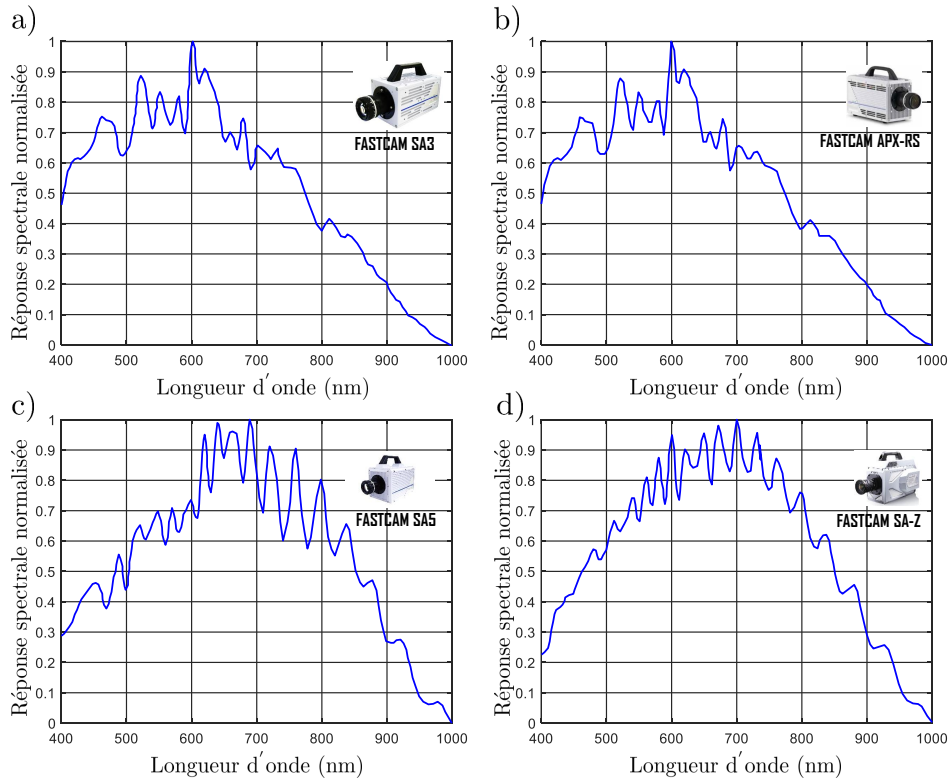 a)
Réponse spectrale normalisée
1
0.9
0.8
0.7
0.6
0.5
0.4
0.3
0.2
0.1
0
400 500 600 700 800 900 1000
Longueur d'onde (nm)
FASTCAM SA3
b)
Réponse spectrale normalisée
1
0.9
0.8
0.7
0.6
0.5
0.4
0.3
0.2
0.1
0
400 500 600 700 800 900 1000
Longueur d'onde (nm)
FASTCAM APX-RS
c)
Réponse spectrale normalisée
1
0.9
0.8
0.7
0.6
0.5
0.4
0.3
0.2
0.1
0
400 500 600 700 800 900 1000
Longueur d'onde (nm)
FASTCAM SA5
d)
Réponse spectrale normalisée
1
0.9
0.8
0.7
0.6
0.5
0.4
0.3
0.2
0.1
0
400 500 600 700 800 900 1000
Longueur d'onde (nm)
FASTCAM SA-Z